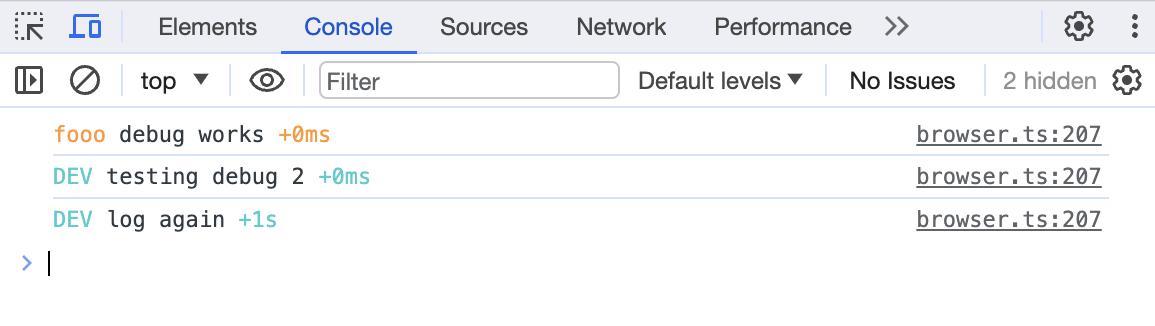 Elements Console Sources Network Performance
top Filter Default levels No Issues 2 hidden
fooo debug works +0ms browser.ts:207
DEV testing debug 2 +0ms browser.ts:207
DEV log again +1s browser.ts:207